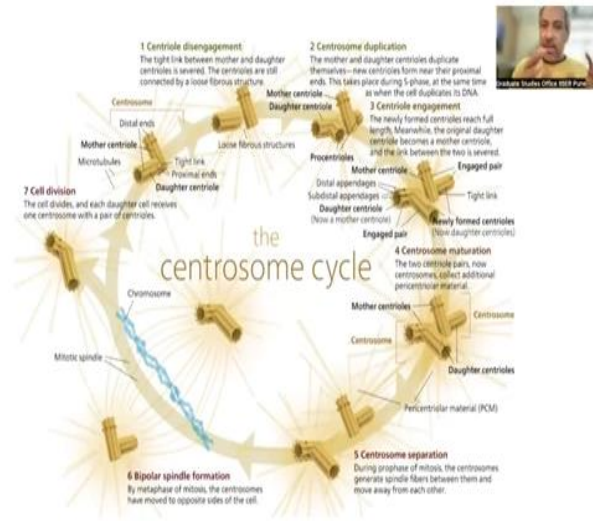 1 Centriole disengagement
The tight link between mother and daughter
centrioles is severed. The centrioles are still
connected by a loose fibrous structure.
2 Centrosome duplication
The mother and daughter centrioles duplicate
themselves—new centrioles form near their proximal
ends. This takes place during S-phase, at the same time
as when the cell duplicates its DNA.
Graduate Studies Office IISER Pune
Mother centriole
Daughter centriole
Procentrioles
Centrosome
Distal ends
Mother centriole
Microtubules
Tight link
Proximal ends
Daughter centriole
Loose fibrous structures
3 Centriole engagement
The newly formed centrioles reach full
length. Meanwhile, the original daughter
centriole becomes a mother centriole,
and the link between the two is severed.
Mother centriole
Engaged pair
Distal appendages
Subdistal appendages
Tight link
Daughter centriole
(Now a mother centriole)
Newly formed centrioles
(Now daughter centrioles)
Engaged pair
7 Cell division
The cell divides, and each daughter cell receives
one centrosome with a pair of centrioles.
the
centrosome cycle
4 Centrosome maturation
The two centriole pairs, now
centrosomes, collect additional
pericentriolar material.
Mother centrioles
Centrosome
Centrosome
Daughter centrioles
Pericentriolar material (PCM)
Chromosome
Mitotic spindle
5 Centrosome separation
During prophase of mitosis, the centrosomes
generate spindle fibers between them and
move away from each other.
6 Bipolar spindle formation
By metaphase of mitosis, the centrosomes
have moved to opposite sides of the cell.